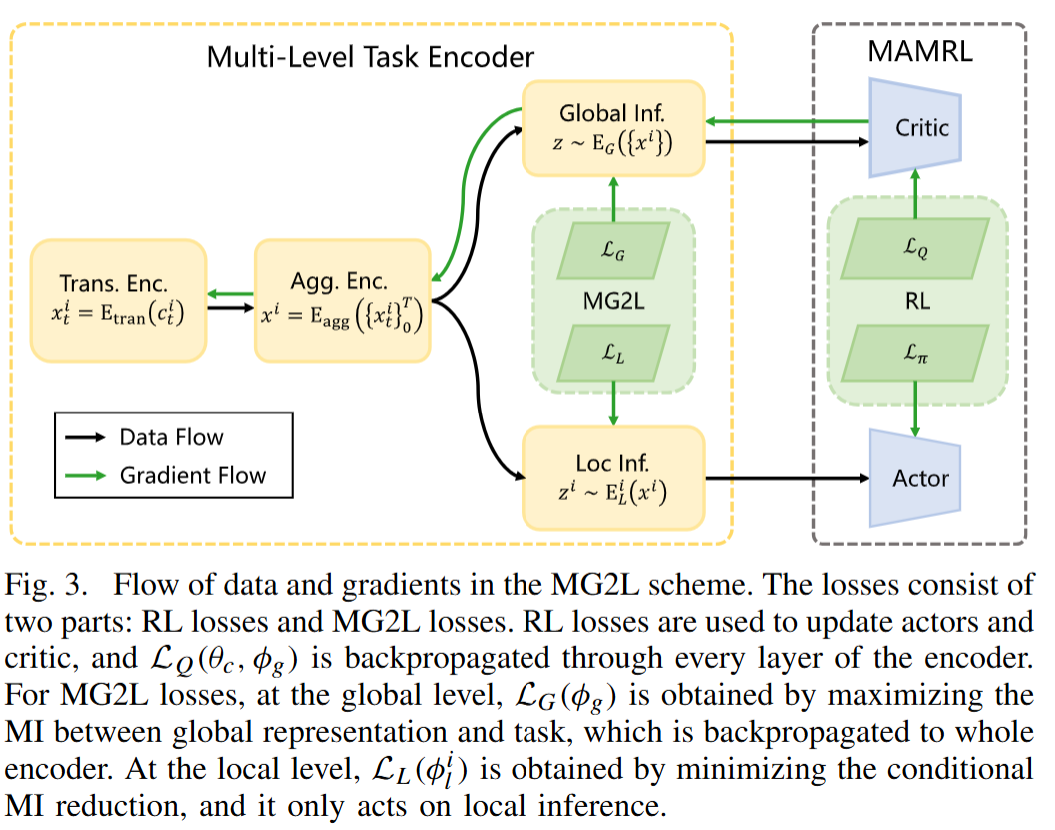 Multi-Level Task Encoder
MAMRL
Global Inf.
z ~ E_G({x^i})
Critic
Trans. Enc.
x_t^i = E_tran(c_t^i)
Agg. Enc.
x^i = E_agg({x_t^i}_0^T)
ℒ_G
MG2L
ℒ_L
ℒ_Q
RL
ℒ_π
Data Flow
Gradient Flow
Loc Inf.
z^i ~ E_L^i(x^i)
Actor
Fig. 3. Flow of data and gradients in the MG2L scheme. The losses consist of
two parts: RL losses and MG2L losses. RL losses are used to update actors and
critic, and ℒ_Q(θ_c, ϕ_g) is backpropagated through every layer of the encoder.
For MG2L losses, at the global level, ℒ_G(ϕ_g) is obtained by maximizing the
MI between global representation and task, which is backpropagated to whole
encoder. At the local level, ℒ_L(ϕ_l^i) is obtained by minimizing the conditional
MI reduction, and it only acts on local inference.